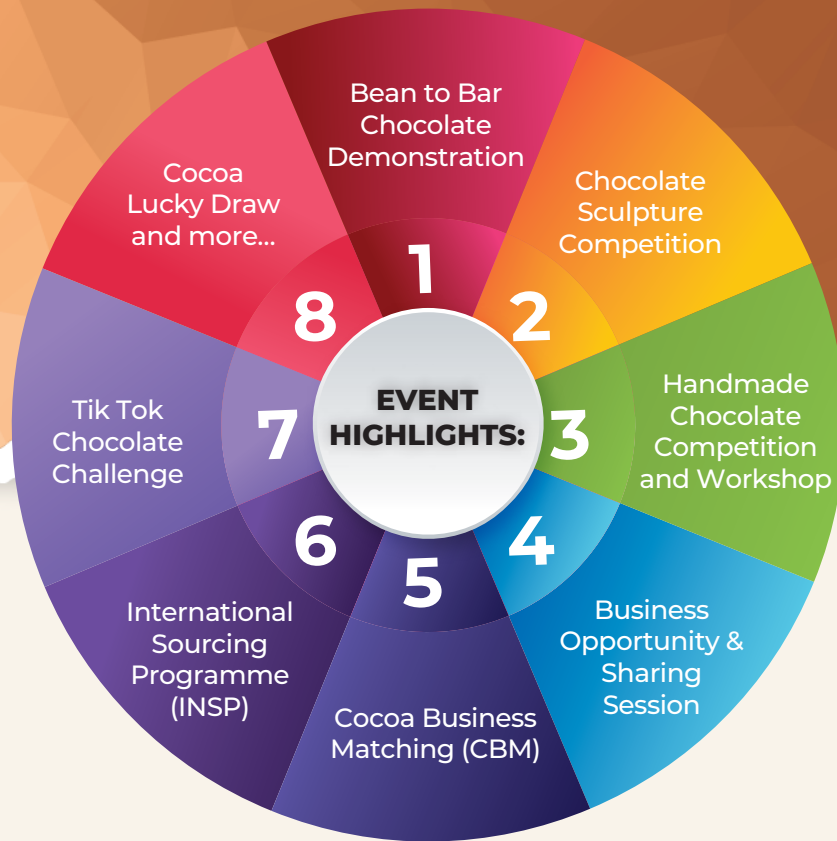 EVENT
HIGHLIGHTS:
1
Bean to Bar
Chocolate
Demonstration
2
Chocolate
Sculpture
Competition
3
Handmade
Chocolate
Competition
and Workshop
4
Business
Opportunity &
Sharing
Session
5
Cocoa Business
Matching (CBM)
6
International
Sourcing
Programme
(INSP)
7
Tik Tok
Chocolate
Challenge
8
Cocoa
Lucky Draw
and more...